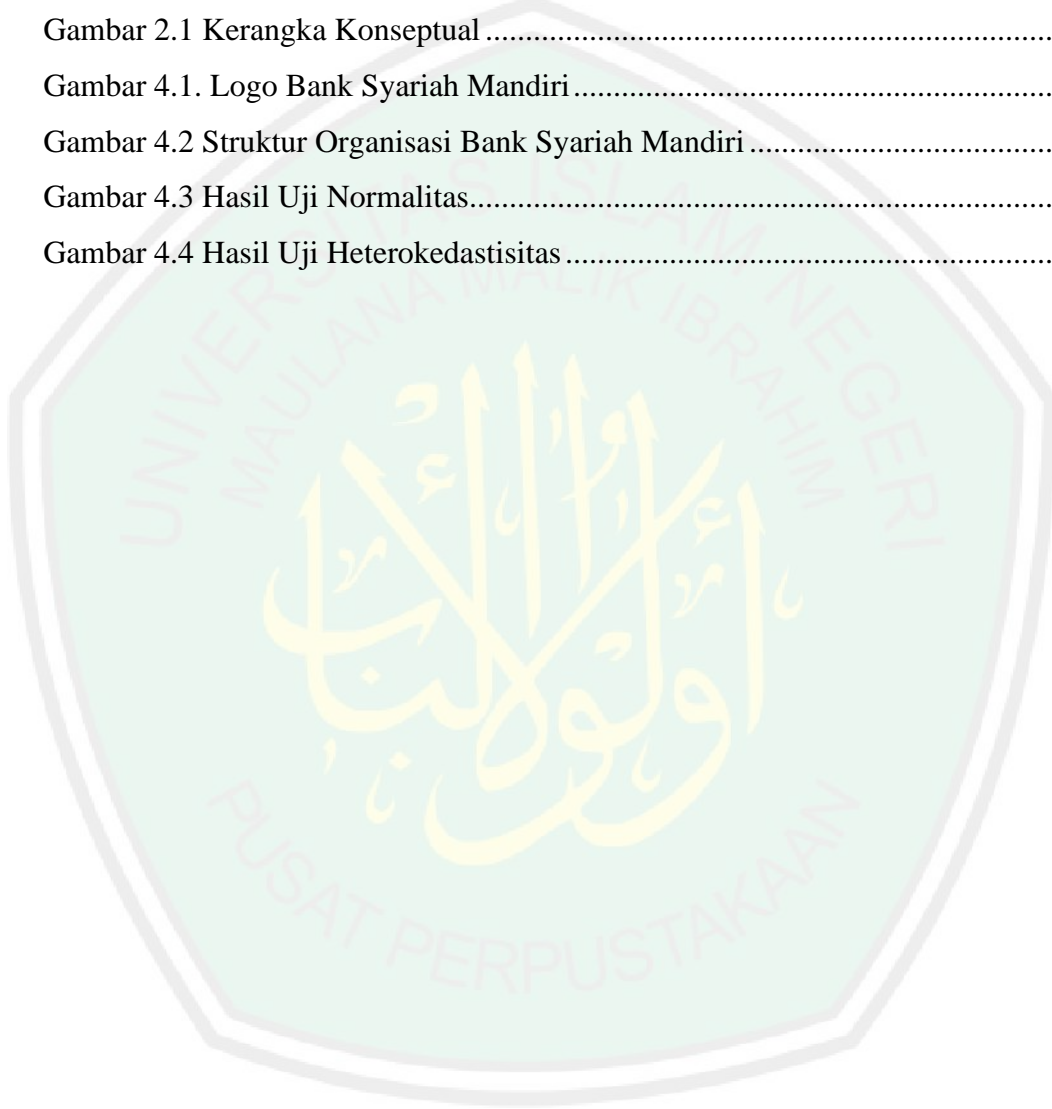 Gambar 2.1 Kerangka Konseptual ........................................................................
Gambar 4.1. Logo Bank Syariah Mandiri ............................................................
Gambar 4.2 Struktur Organisasi Bank Syariah Mandiri ......................................
Gambar 4.3 Hasil Uji Normalitas..........................................................................
Gambar 4.4 Hasil Uji Heterokedastisitas .............................................................
UNIVERSITAS ISLAM NEGERI
MAULANA MALIK IBRAHIM
أولوا الألباب
PUSAT PERPUSTAKAAN